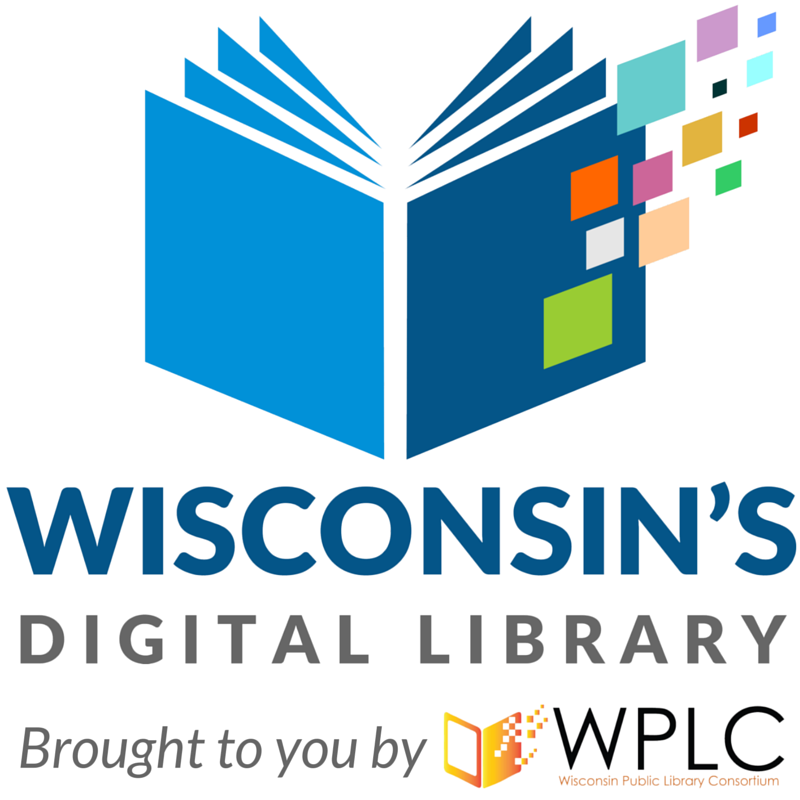 WISCONSIN’S
DIGITAL LIBRARY
Brought to you by WPLC
Wisconsin Public Library Consortium